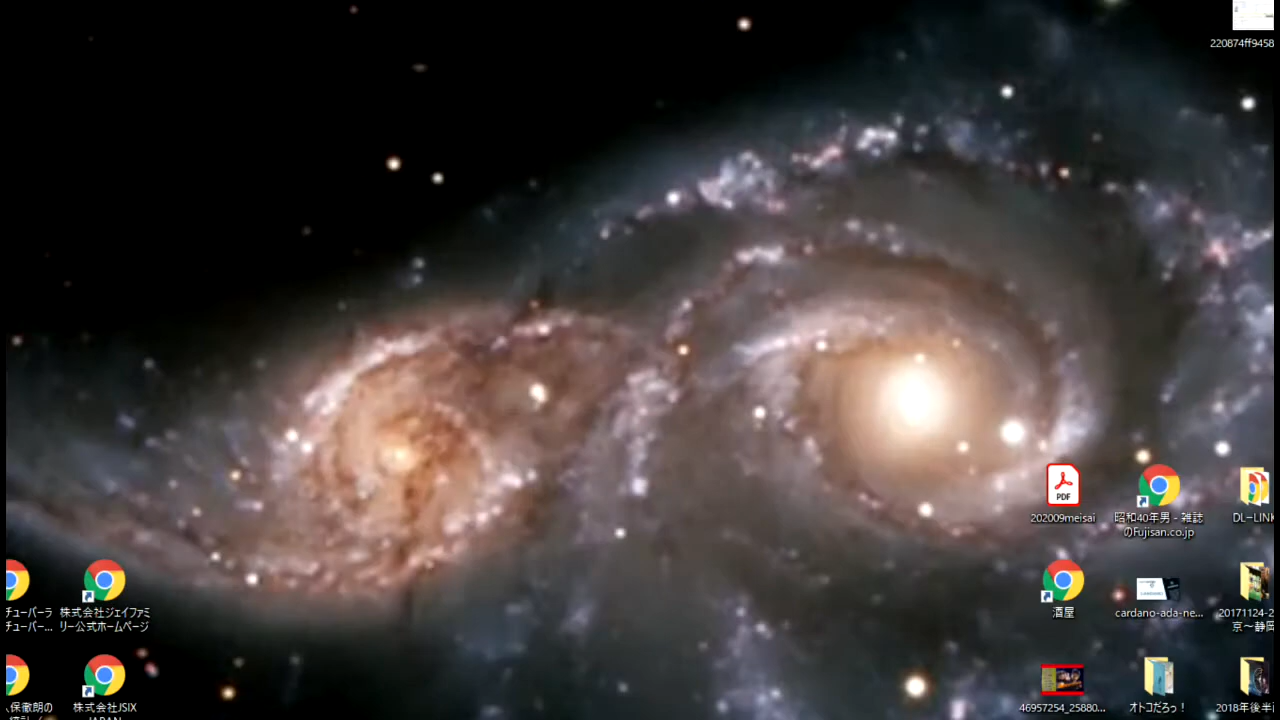 220874ff9458
PDF
202009meisai
昭和40年男 - 雑誌
のFujisan.co.jp
DL-LINK
チューバーラ
チューバー...
株式会社ジェイファミ
リー公式ホームページ
酒屋
cardano-ada-ne...
20171124-2
京～静岡
保徹朗の
株式会社JSIX
JAPAN
46957254_25880...
オトコだろっ！
2018年後半